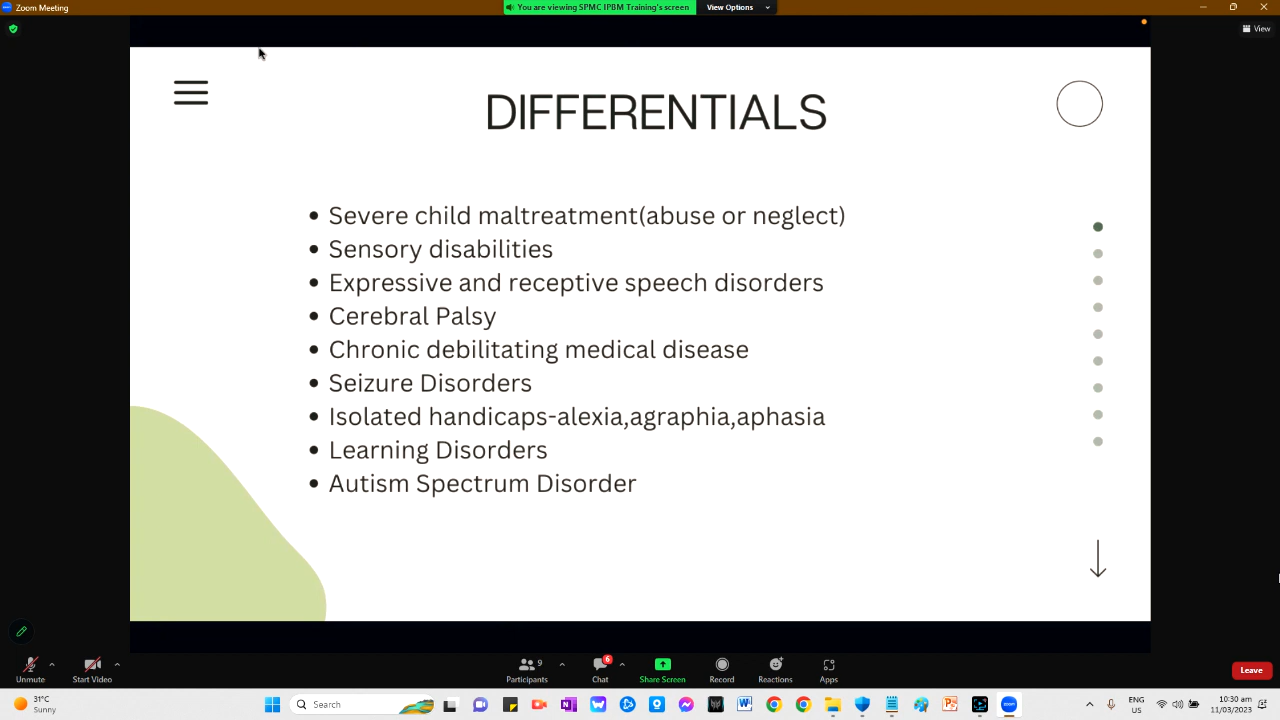 Zoom Meeting
You are viewing SPMC IPBM Training's screen
View Options
View
DIFFERENTIALS
Severe child maltreatment(abuse or neglect)
Sensory disabilities
Expressive and receptive speech disorders
Cerebral Palsy
Chronic debilitating medical disease
Seizure Disorders
Isolated handicaps-alexia,agraphia,aphasia
Learning Disorders
Autism Spectrum Disorder
Unmute
Start Video
Participants
9
Chat
6
Share Screen
Record
Reactions
Apps
Leave
31°C
Sunny
Search
10:43 am
11/03/2023